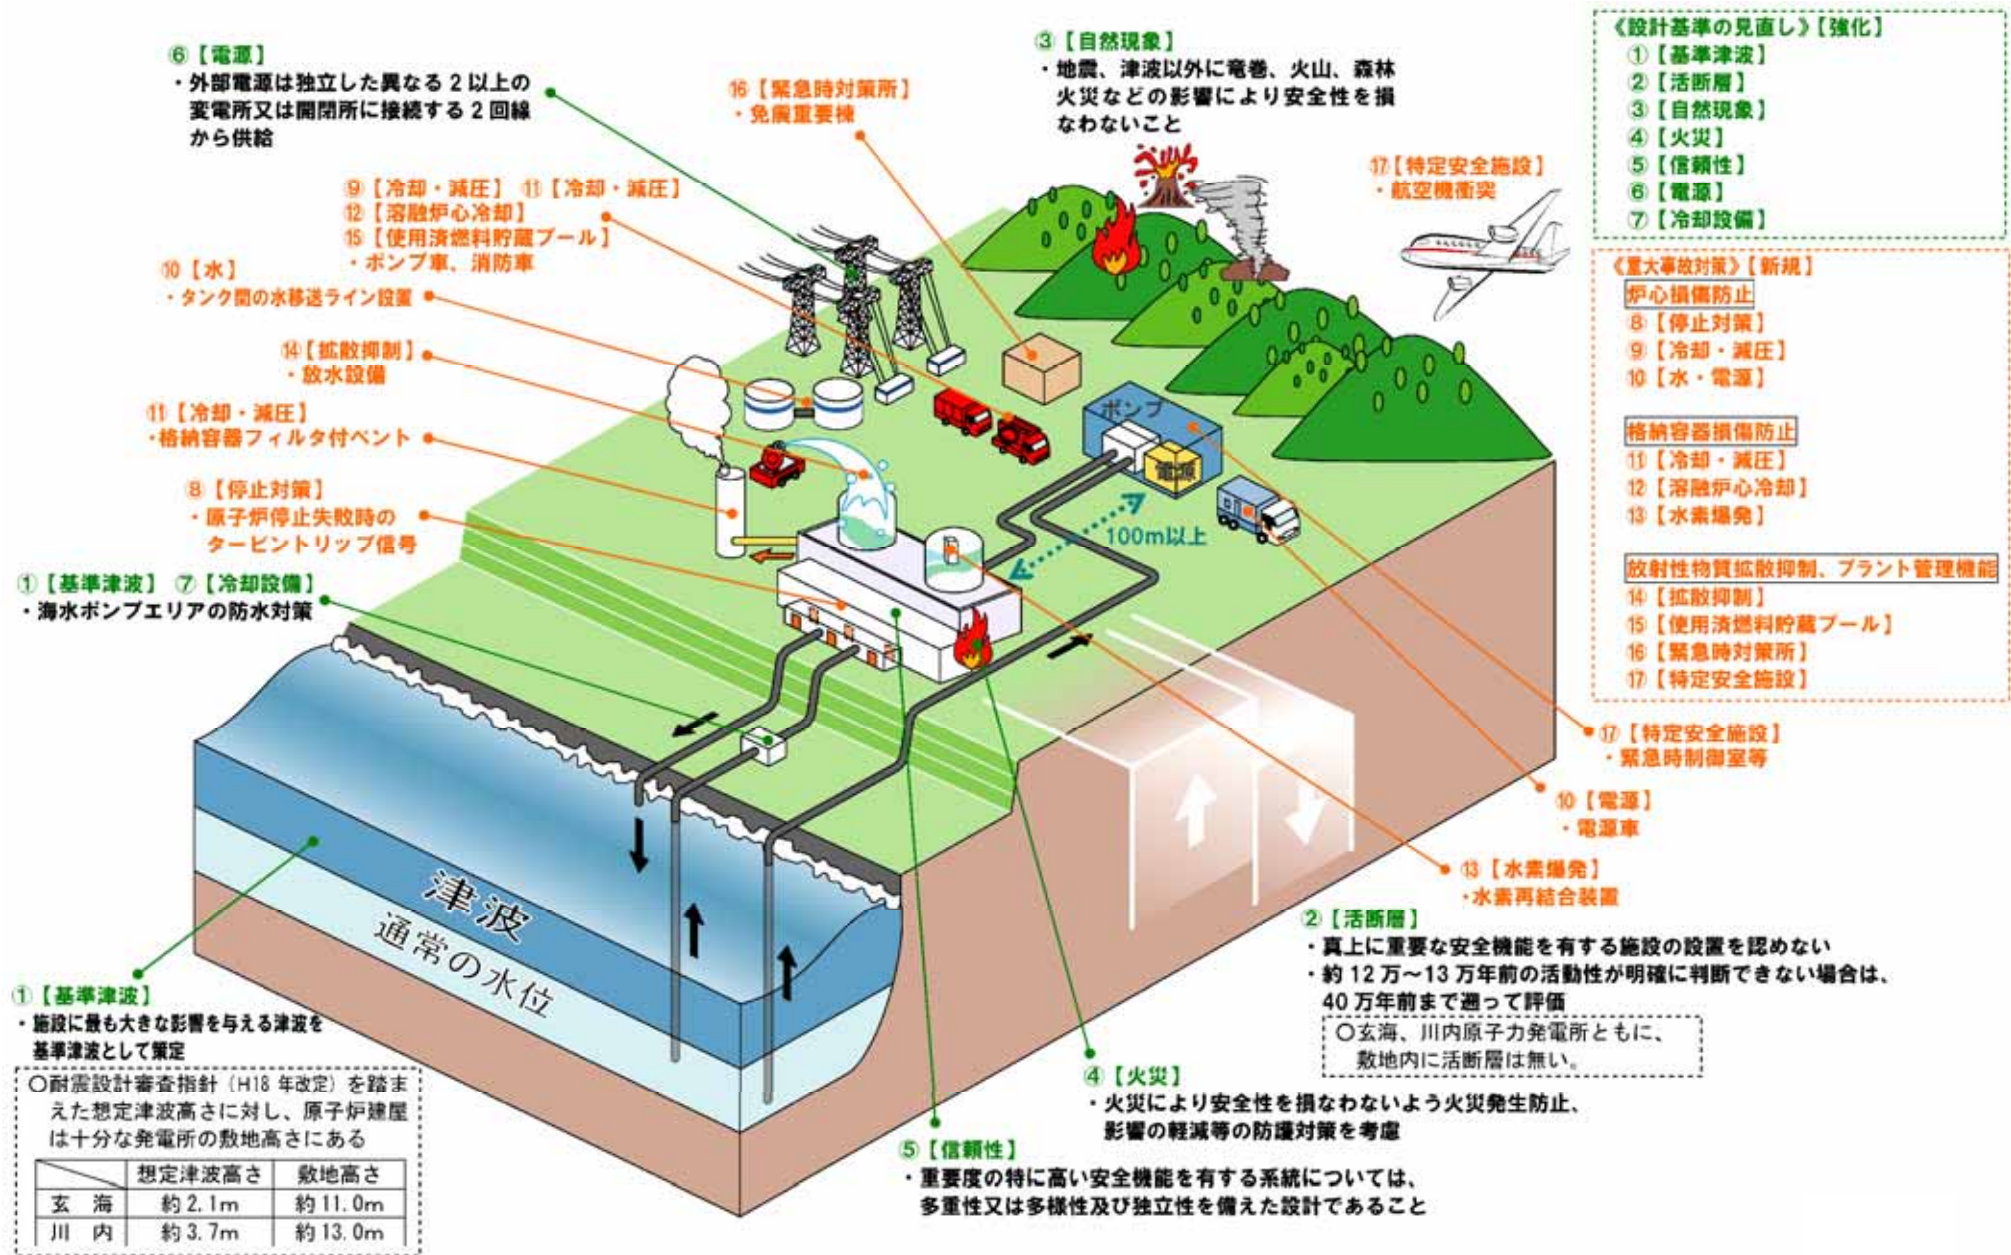 ⑥【電源】
・外部電源は独立した異なる2以上の
変電所又は開閉所に接続する2回線
から供給
③【自然現象】
・地震、津波以外に竜巻、火山、森林
火災などの影響により安全性を損
なわないこと
⑯【緊急時対策所】
・免震重要棟
⑰【特定安全施設】
・航空機衝突
⑨【冷却・減圧】 ⑪【冷却・減圧】
⑫【溶融炉心冷却】
⑮【使用済燃料貯蔵プール】
・ポンプ車、消防車
⑩【水】
・タンク間の水移送ライン設置
⑭【拡散抑制】
・放水設備
⑪【冷却・減圧】
・格納容器フィルタ付ベント
⑧【停止対策】
・原子炉停止失敗時の
タービントリップ信号
①【基準津波】 ⑦【冷却設備】
・海水ポンプエリアの防水対策
ポンプ
電源
100m以上
津波
通常の水位
《設計基準の見直し》【強化】
①【基準津波】
②【活断層】
③【自然現象】
④【火災】
⑤【信頼性】
⑥【電源】
⑦【冷却設備】
《重大事故対策》【新規】
炉心損傷防止
⑧【停止対策】
⑨【冷却・減圧】
⑩【水・電源】
格納容器損傷防止
⑪【冷却・減圧】
⑫【溶融炉心冷却】
⑬【水素爆発】
放射性物質拡散抑制、プラント管理機能
⑭【拡散抑制】
⑮【使用済燃料貯蔵プール】
⑯【緊急時対策所】
⑰【特定安全施設】
⑰【特定安全施設】
・緊急時制御室等
⑩【電源】
・電源車
⑬【水素爆発】
・水素再結合装置
②【活断層】
・真上に重要な安全機能を有する施設の設置を認めない
・約12万～13万年前の活動性が明確に判断できない場合は、
40万年前まで遡って評価
○玄海、川内原子力発電所ともに、
敷地内に活断層は無い。
④【火災】
・火災により安全性を損なわないよう火災発生防止、
影響の軽減等の防護対策を考慮
⑤【信頼性】
・重要度の特に高い安全機能を有する系統については、
多重性又は多様性及び独立性を備えた設計であること
①【基準津波】
・施設に最も大きな影響を与える津波を
基準津波として策定
○耐震設計審査指針（H18年改定）を踏ま
えた想定津波高さに対し、原子炉建屋
は十分な発電所の敷地高さにある
想定津波高さ 敷地高さ
玄 海 約2.1m 約11.0m
川 内 約3.7m 約13.0m